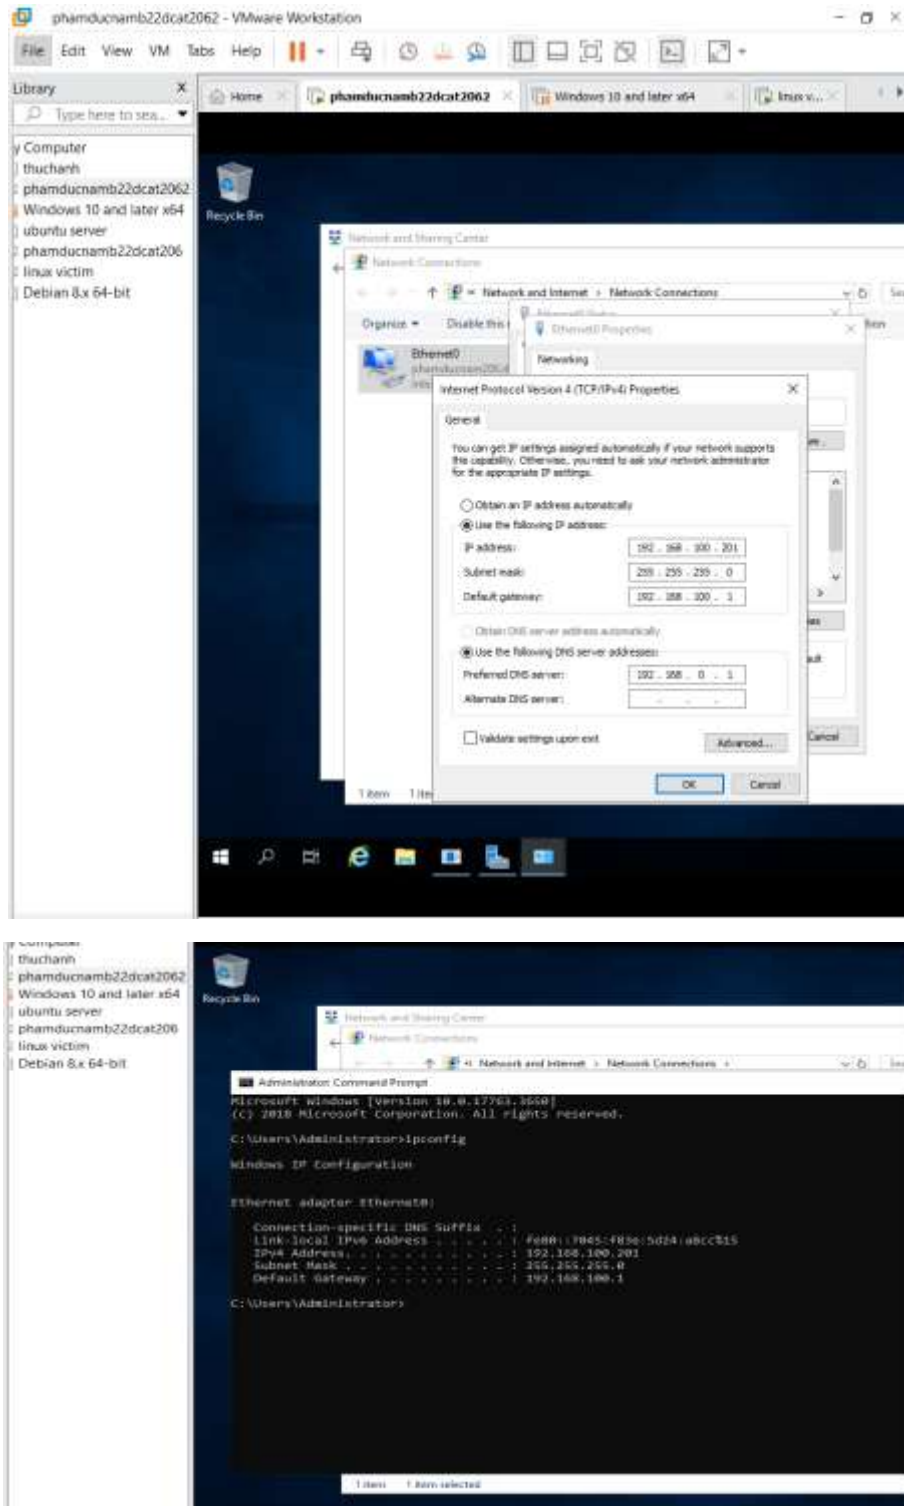 phamducnamb22dcat2062 - VMware Workstation
File Edit View VM Tabs Help
Library
Type here to sea...
Home
phamducnamb22dcat2062
Windows 10 and later x64
linux v...
y Computer
thuchanh
phamducnamb22dcat2062
Windows 10 and later x64
ubuntu server
phamducnamb22dcat206
linux victim
Debian 8.x 64-bit
Recycle Bin
Network and Sharing Center
Network Connections
Network and Internet > Network Connections
Organize
Disable this
Ethernet0
Ethernet0 Properties
Networking
Internet Protocol Version 4 (TCP/IPv4) Properties
General
You can get IP settings assigned automatically if your network supports
this capability. Otherwise, you need to ask your network administrator
for the appropriate IP settings.
Obtain an IP address automatically
Use the following IP address:
IP address: 192 . 168 . 100 . 201
Subnet mask: 255 . 255 . 255 . 0
Default gateway: 192 . 168 . 100 . 1
Obtain DNS server address automatically
Use the following DNS server addresses:
Preferred DNS server: 192 . 168 . 0 . 1
Alternate DNS server: . . .
Validate settings upon exit
Advanced...
OK Cancel
Cancel
1 item
y Computer
thuchanh
phamducnamb22dcat2062
Windows 10 and later x64
ubuntu server
phamducnamb22dcat206
linux victim
Debian 8.x 64-bit
Recycle Bin
Network and Sharing Center
Network Connections
Network and Internet > Network Connections >
Administrator: Command Prompt
Microsoft Windows [Version 10.0.17763.3650]
(c) 2018 Microsoft Corporation. All rights reserved.
C:\Users\Administrator>ipconfig
Windows IP Configuration
Ethernet adapter Ethernet0:
Connection-specific DNS Suffix . :
Link-local IPv6 Address . . . . . :
IPv4 Address. . . . . . . . . . . : 192.168.100.201
Subnet Mask . . . . . . . . . . . : 255.255.255.0
Default Gateway . . . . . . . . . : 192.168.100.1
C:\Users\Administrator>
1 item 1 item selected